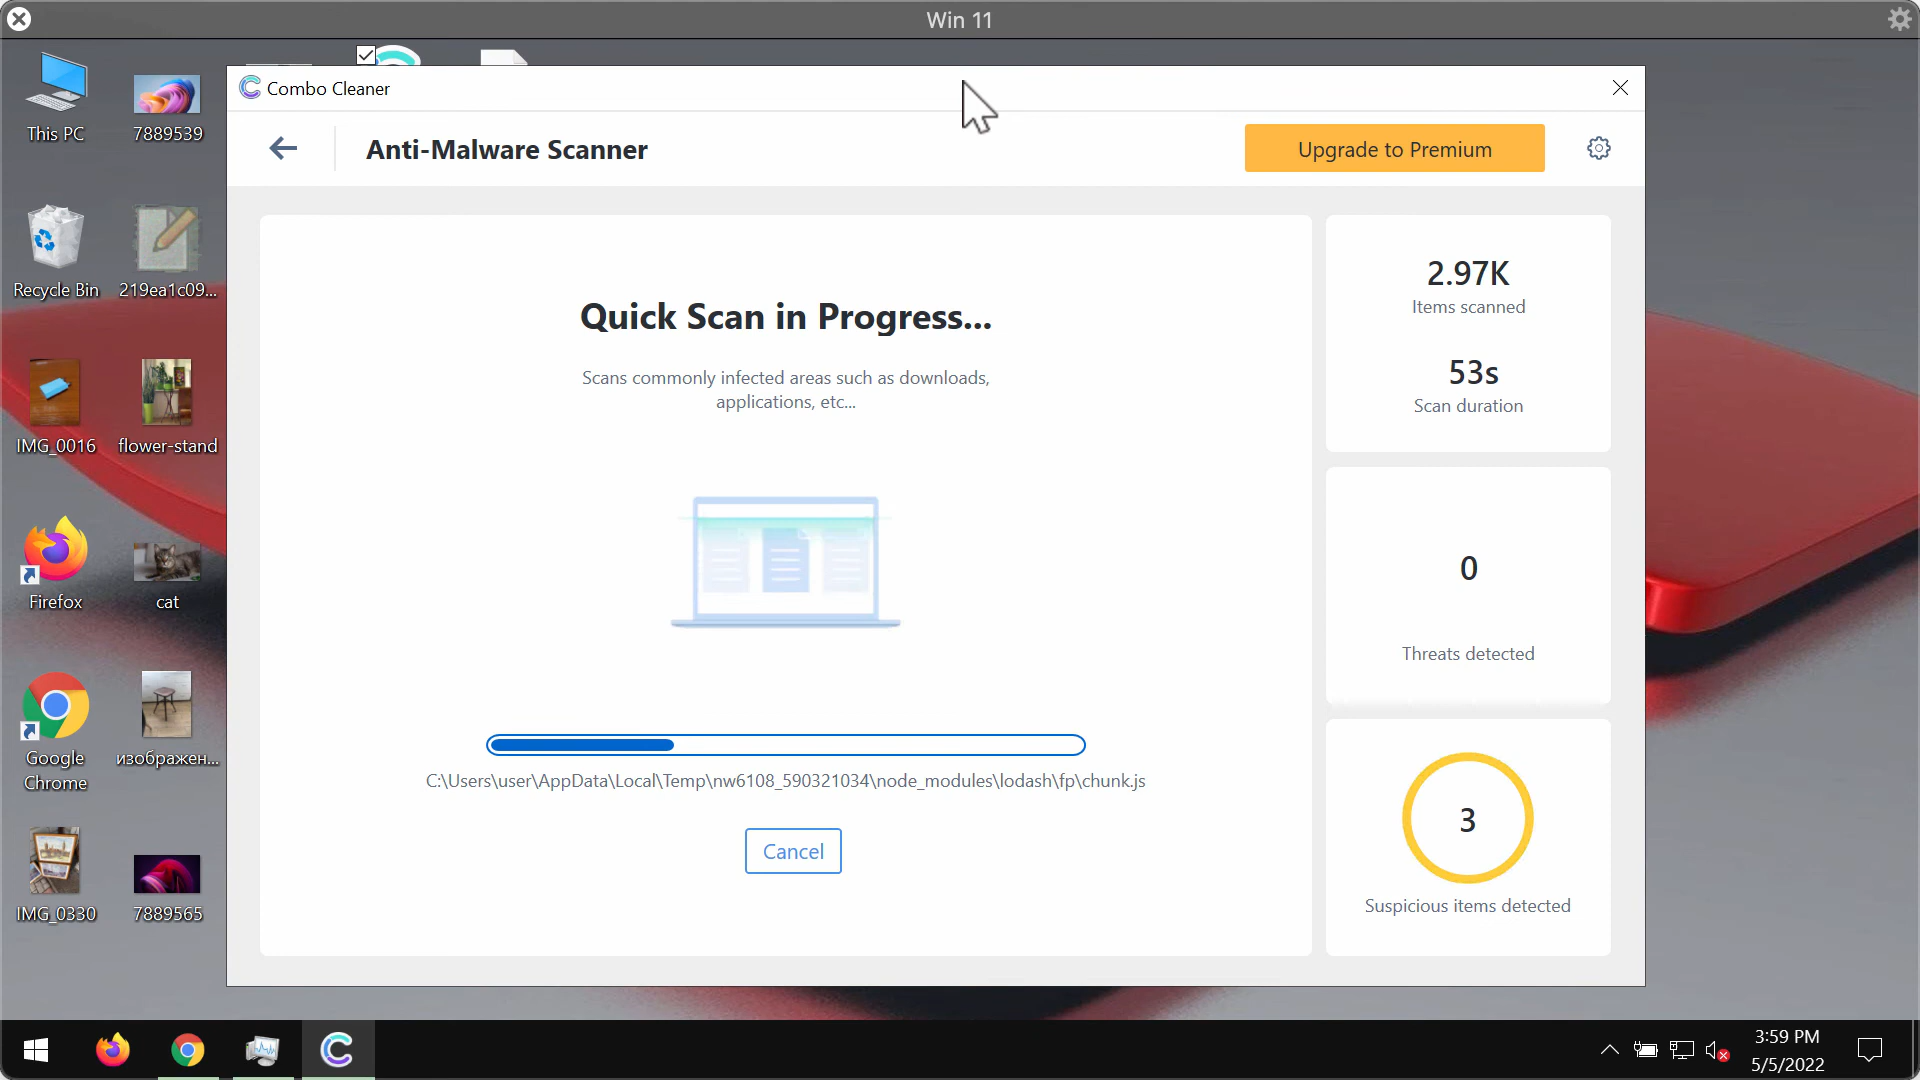 Win 11
This PC
7889539
Recycle Bin
219ea1c09...
IMG_0016
flower-stand
Firefox
cat
Google
Chrome
изображен...
IMG_0330
7889565
Combo Cleaner
Anti-Malware Scanner
Upgrade to Premium
Quick Scan in Progress...
Scans commonly infected areas such as downloads,
applications, etc...
C:\Users\user\AppData\Local\Temp\nw6108_590321034\node_modules\lodash\fp\chunk.js
Cancel
2.97K
Items scanned
53s
Scan duration
0
Threats detected
3
Suspicious items detected
3:59 PM
5/5/2022